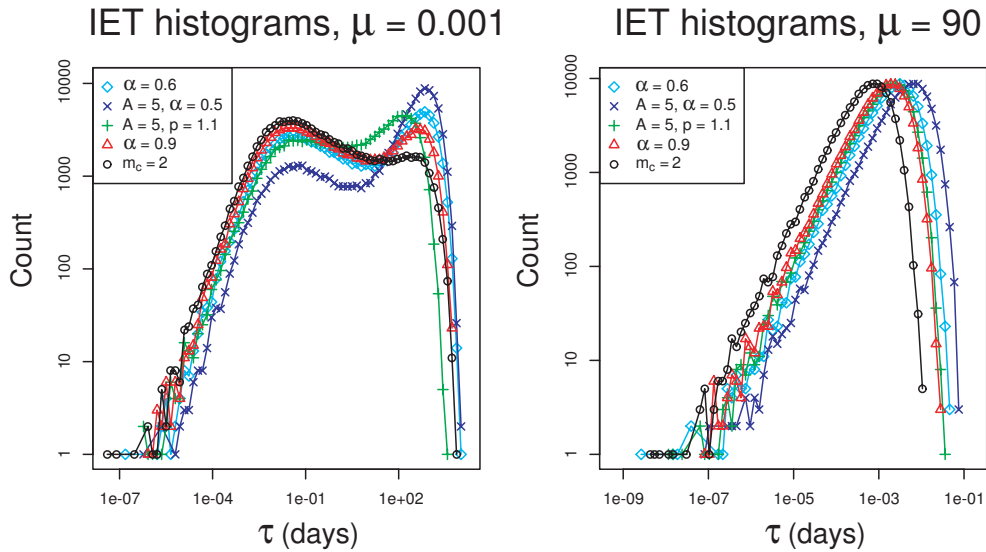 IET histograms, μ = 0.001
10000
1000
100
10
1
Count
α = 0.6
A = 5, α = 0.5
A = 5, p = 1.1
α = 0.9
mc = 2
1e-07 1e-04 1e-01 1e+02
τ (days)
IET histograms, μ = 90
10000
1000
100
10
1
Count
α = 0.6
A = 5, α = 0.5
A = 5, p = 1.1
α = 0.9
mc = 2
1e-09 1e-07 1e-05 1e-03 1e-01
τ (days)